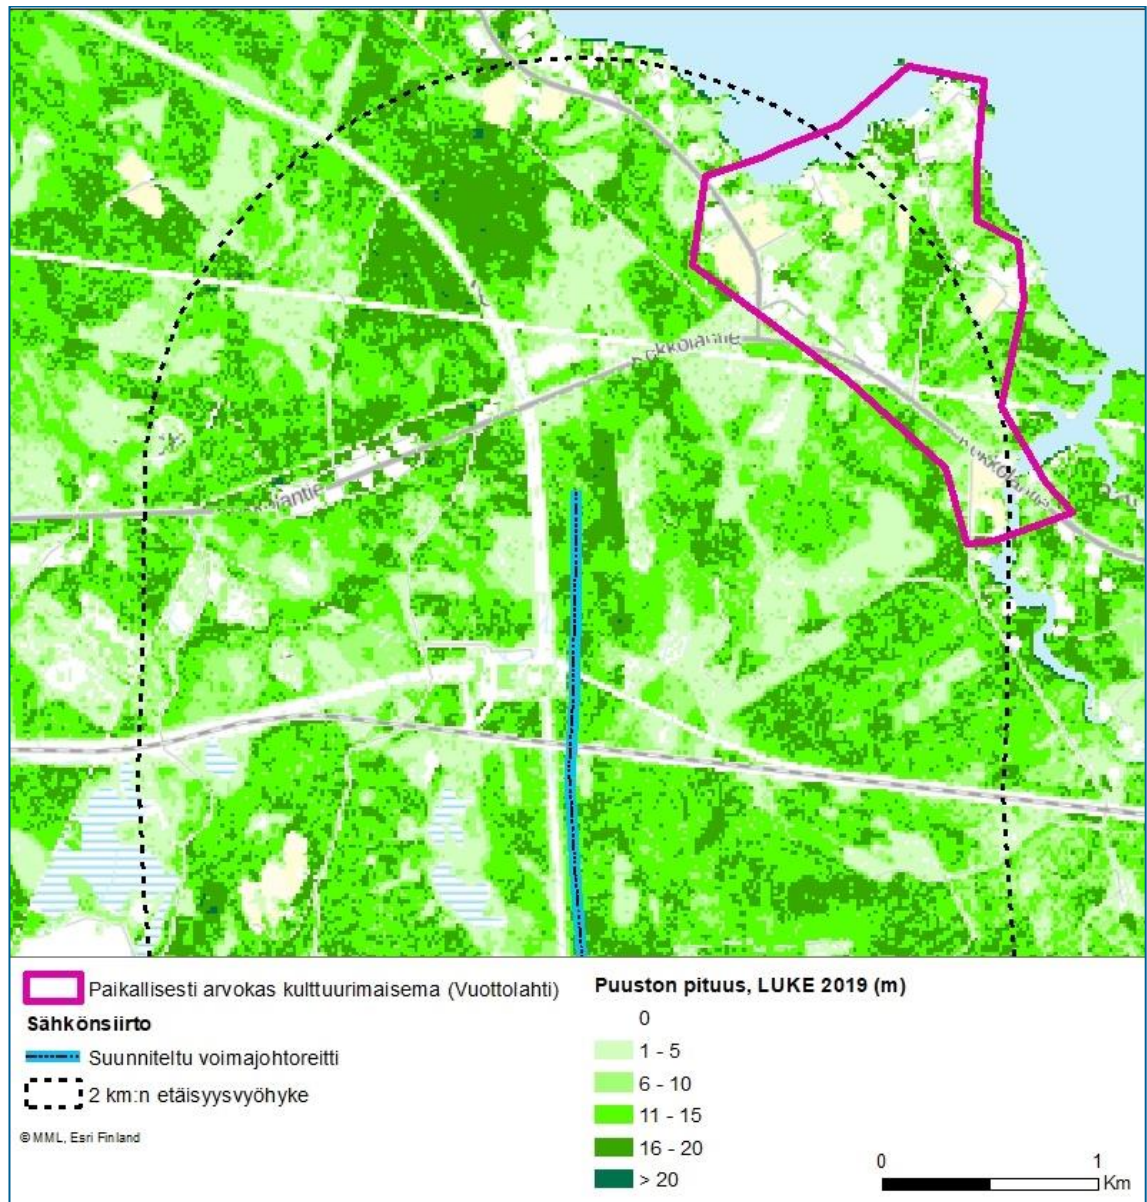 Kokkolantie
Paikallisesti arvokas kulttuurimaisema (Vuottolahti)
Sähkönsiirto
Suunniteltu voimajohtoreitti
2 km:n etäisyysvyöhyke
© MML, Esri Finland
Puuston pituus, LUKE 2019 (m)
0
1 - 5
6 - 10
11 - 15
16 - 20
> 20
0 1
Km